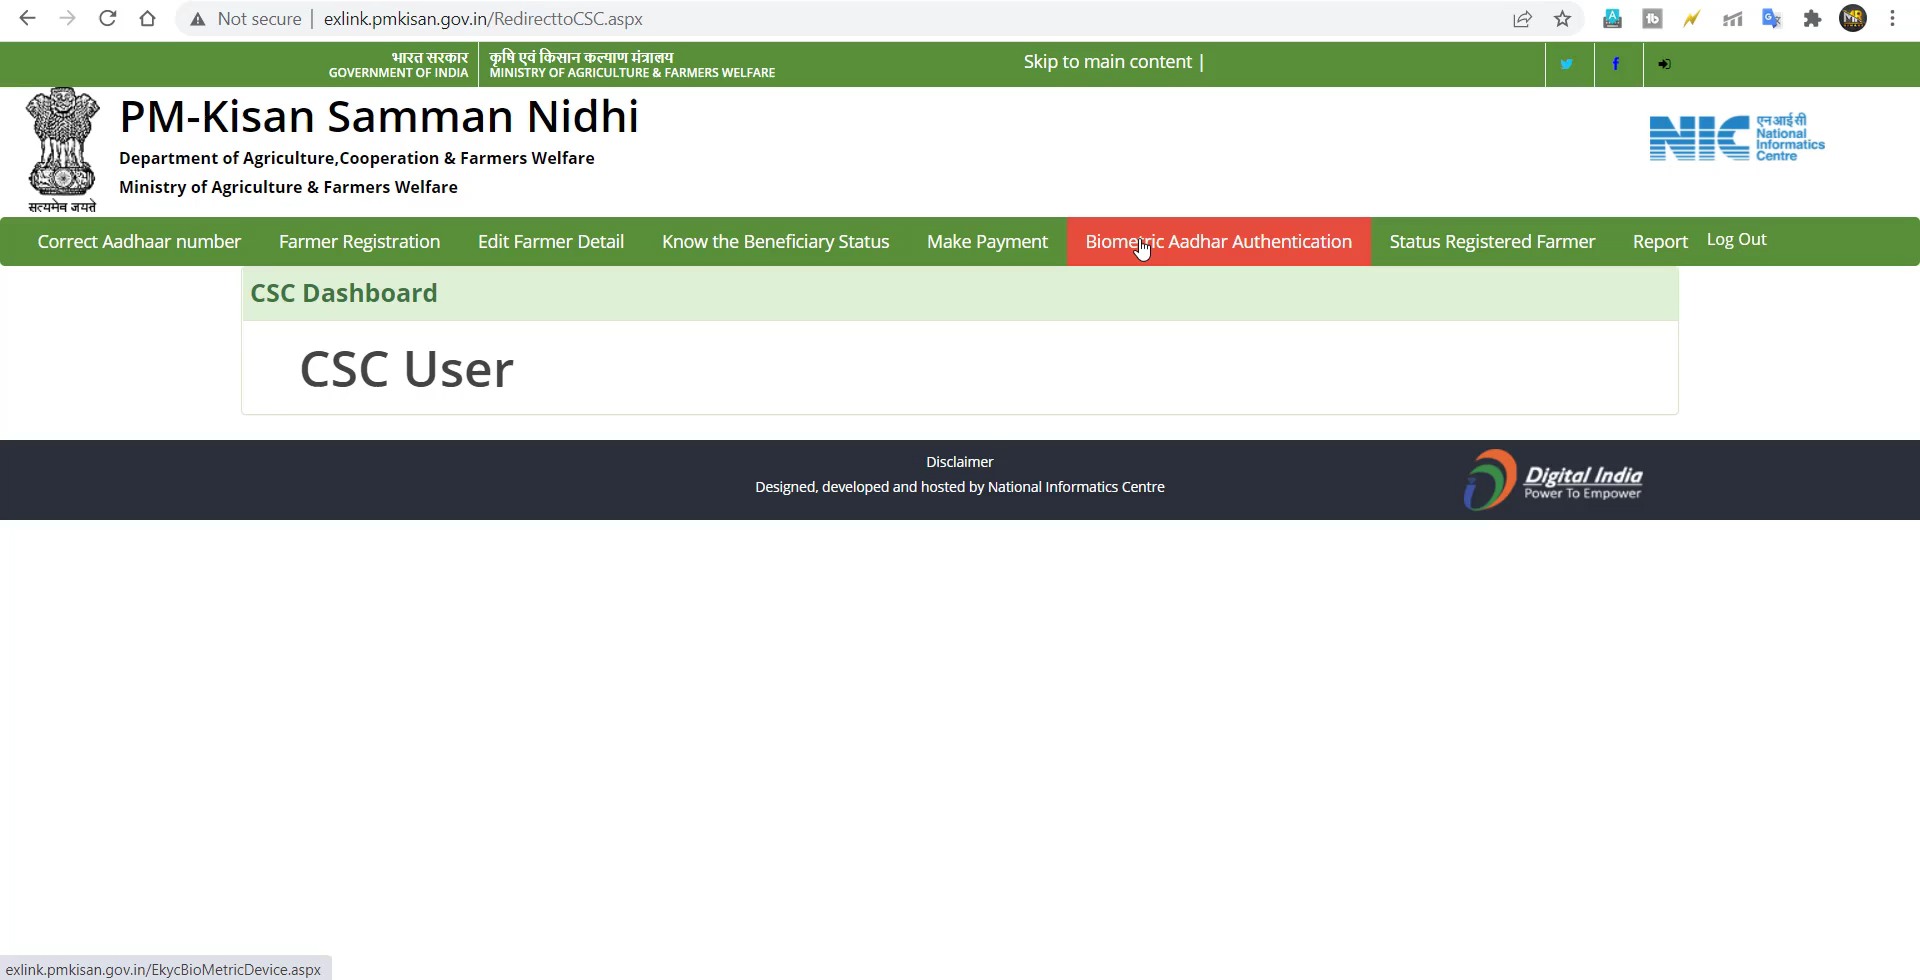 Not secure | exlink.pmkisan.gov.in/RedirecttoCSC.aspx
भारत सरकार
GOVERNMENT OF INDIA
कृषि एवं किसान कल्याण मंत्रालय
MINISTRY OF AGRICULTURE & FARMERS WELFARE
Skip to main content |
सत्यमेव जयते
PM-Kisan Samman Nidhi
Department of Agriculture,Cooperation & Farmers Welfare
Ministry of Agriculture & Farmers Welfare
NIC
एन आई सी
National
Informatics
Centre
Correct Aadhaar number Farmer Registration Edit Farmer Detail Know the Beneficiary Status Make Payment Biometric Aadhar Authentication Status Registered Farmer Report Log Out
CSC Dashboard
CSC User
Disclaimer
Designed, developed and hosted by National Informatics Centre
Digital India
Power To Empower
exlink.pmkisan.gov.in/EkycBioMetricDevice.aspx